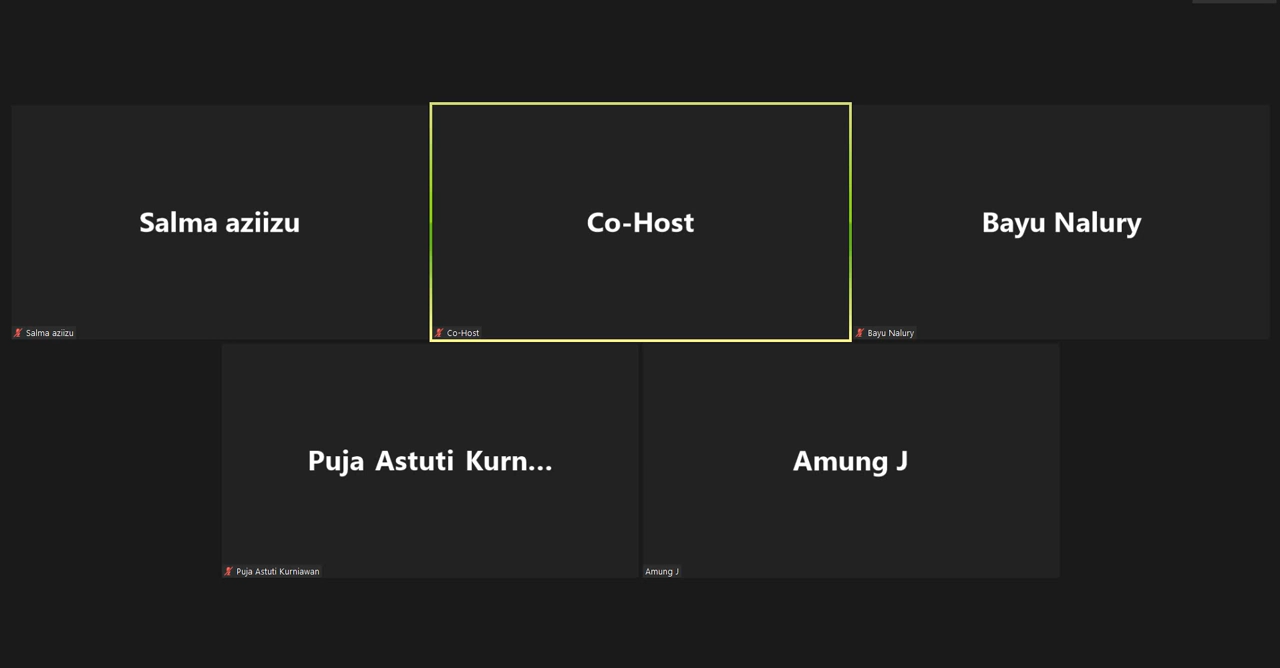 Salma aziizu
Co-Host
Bayu Nalury
Salma aziizu
Co-Host
Bayu Nalury
Puja Astuti Kurn...
Amung J
Puja Astuti Kurniawan
Amung J